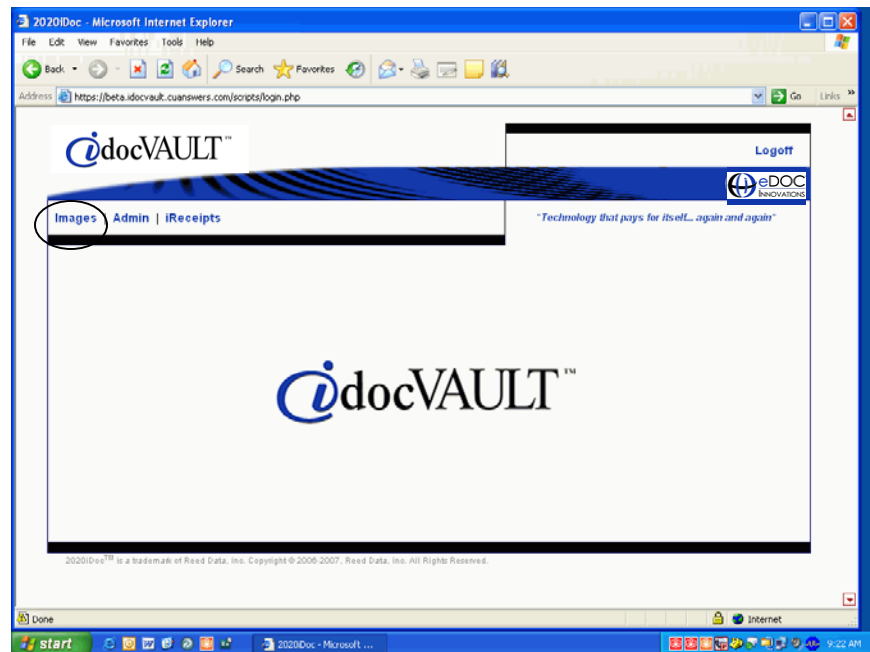 2020IDoc - Microsoft Internet Explorer
File Edit View Favorites Tools Help
Back Search Favorites
Address https://beta.idocvault.cuanswers.com/scripts/login.php Go Links »
idocVAULT™
Logoff
eDOC
INNOVATIONS
Images | Admin | iReceipts
"Technology that pays for itself... again and again"
idocVAULT™
2020IDoc™ is a trademark of Reed Data, Inc. Copyright © 2006-2007, Reed Data, Inc. All Rights Reserved.
Done Internet
start 2020IDoc - Microsoft ... 9:22 AM